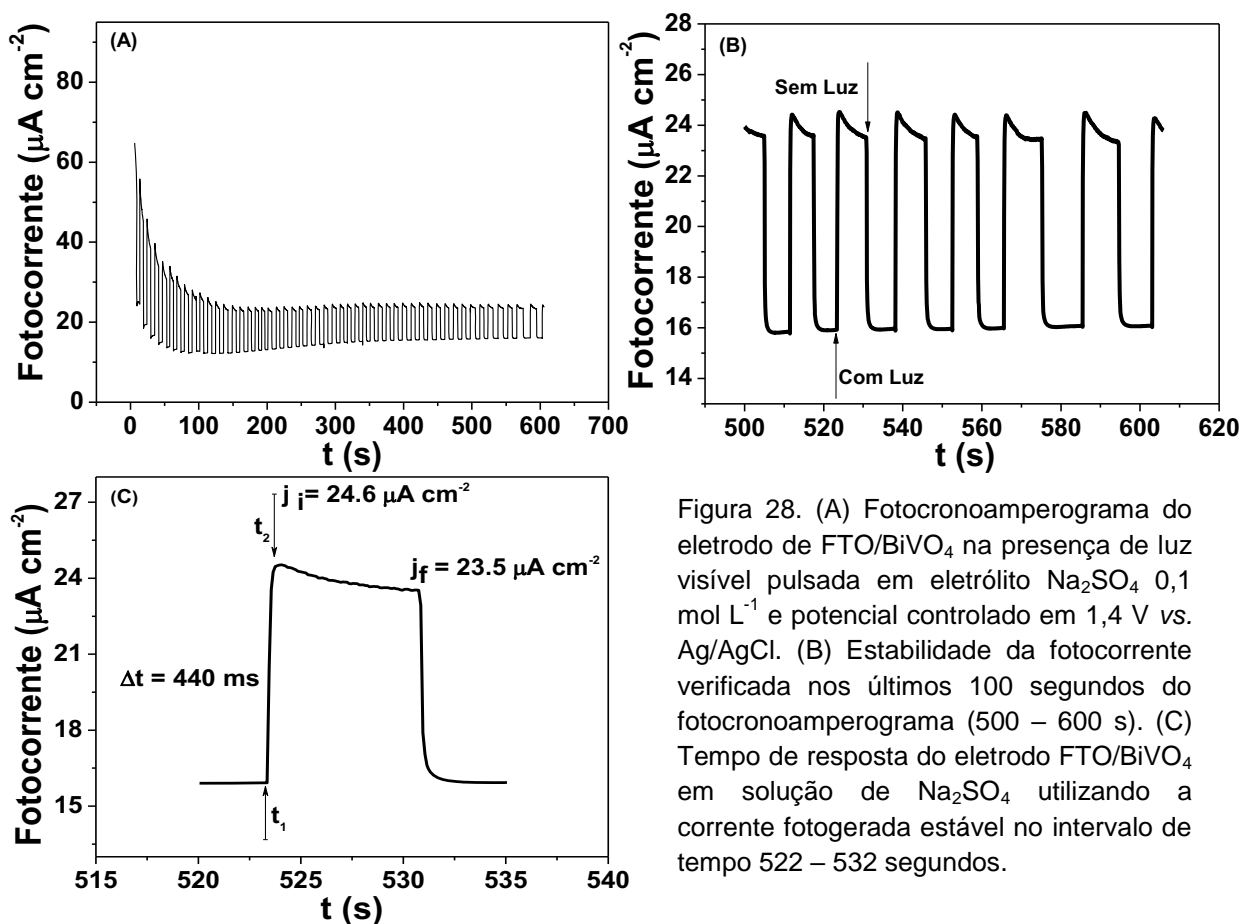 (A)
Fotocorrente (µA cm⁻²)
80
60
40
20
0
0 100 200 300 400 500 600 700
t (s)
(B)
Fotocorrente (µA cm⁻²)
28
26
24
22
20
18
16
14
Sem Luz
Com Luz
500 520 540 560 580 600 620
t (s)
(C)
Fotocorrente (µA cm⁻²)
27
24
21
18
15
j i= 24.6 µA cm⁻²
t₂
j_f = 23.5 µA cm⁻²
Δt = 440 ms
t₁
515 520 525 530 535 540
t (s)
Figura 28. (A) Fotocronoamperograma do
eletrodo de FTO/BiVO₄ na presença de luz
visível pulsada em eletrólito Na₂SO₄ 0,1
mol L⁻¹ e potencial controlado em 1,4 V vs.
Ag/AgCl. (B) Estabilidade da fotocorrente
verificada nos últimos 100 segundos do
fotocronoamperograma (500 – 600 s). (C)
Tempo de resposta do eletrodo FTO/BiVO₄
em solução de Na₂SO₄ utilizando a
corrente fotogerada estável no intervalo de
tempo 522 – 532 segundos.